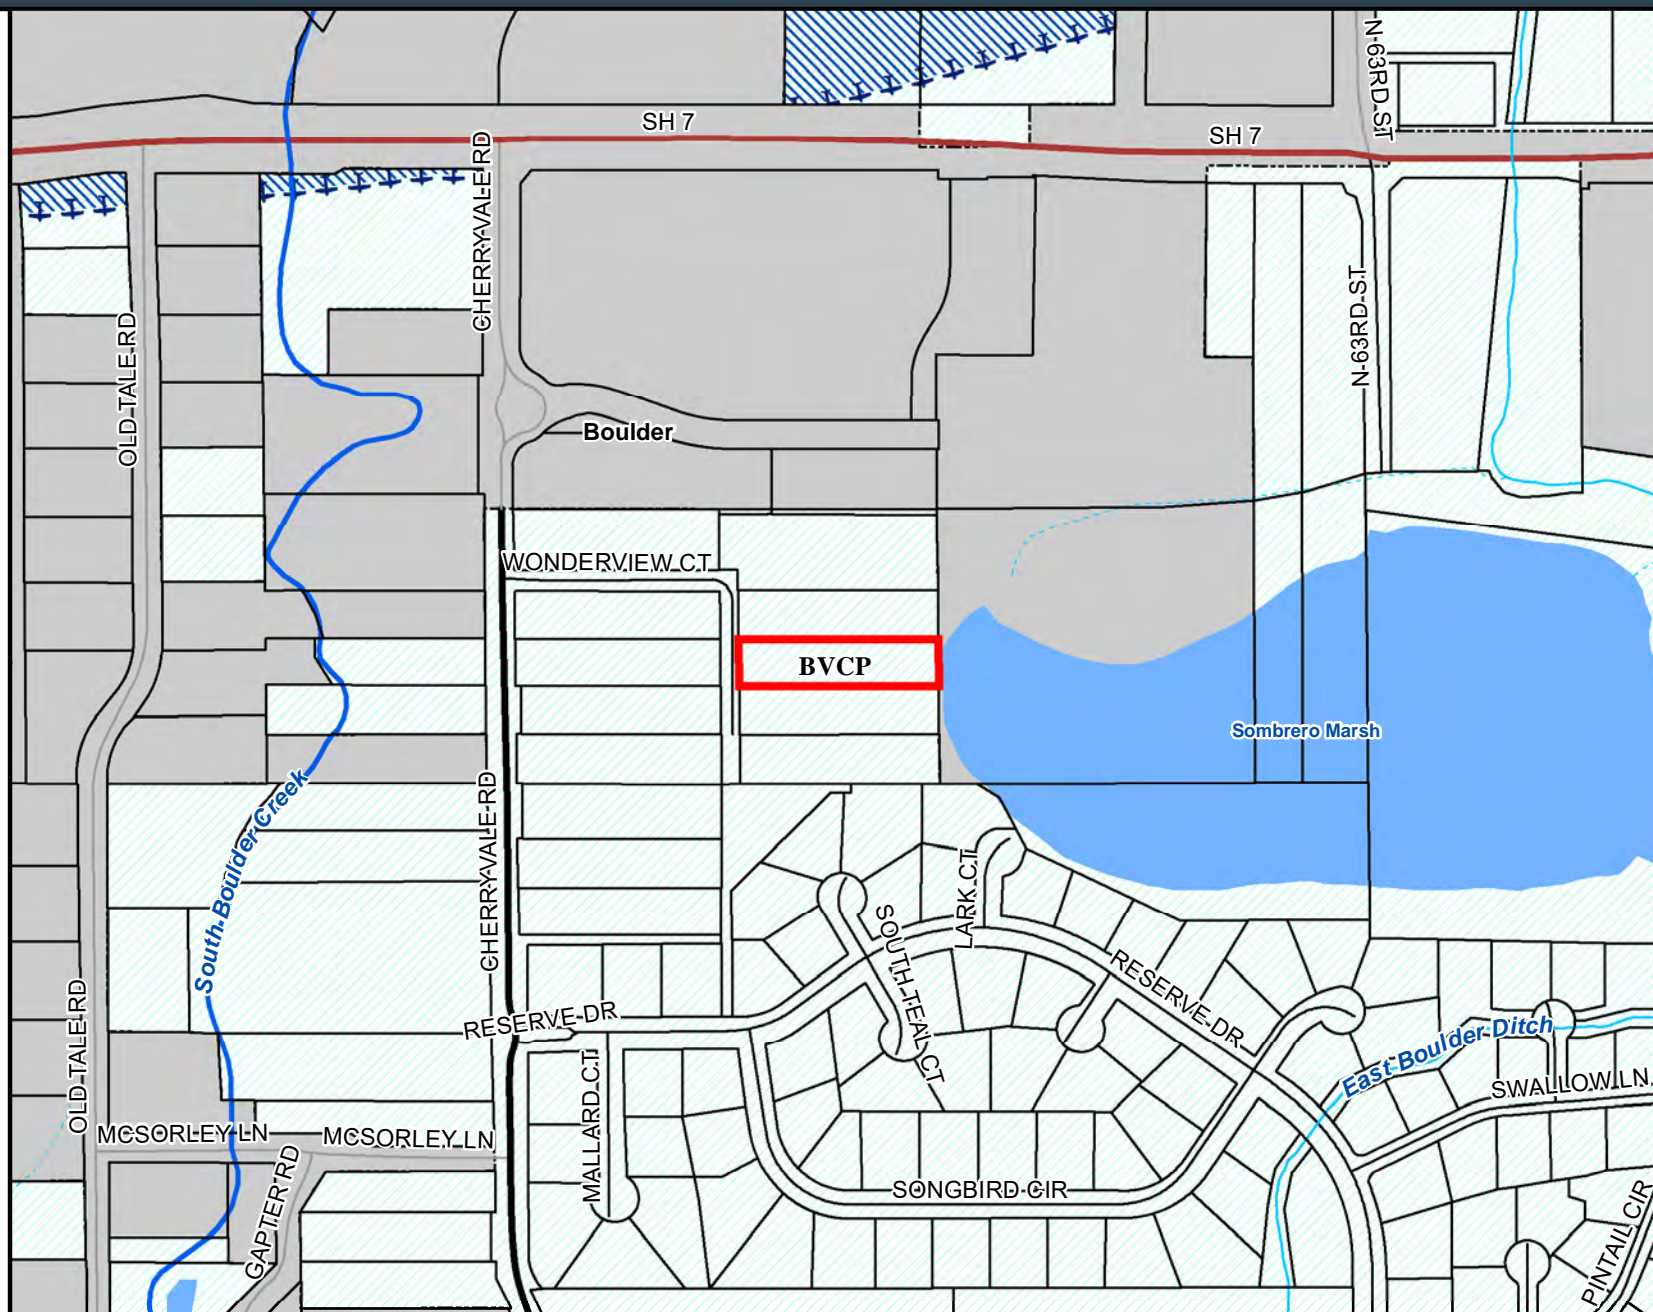 SH 7
SH 7
N 63RD ST
CHERRYVALE RD
OLD TALE RD
N 63RD ST
Boulder
WONDERVIEW CT
BVCP
Sombrero Marsh
South Boulder Creek
CHERRYVALE RD
LARK CT
SOUTH TEAL CT
RESERVE DR
RESERVE DR
OLD TALE RD
East Boulder Ditch
SWALLOW LN
MALLARD CT
MCSORLEY LN
MCSORLEY LN
GAPTER RD
SONGBIRD CIR
PINTAIL CIR